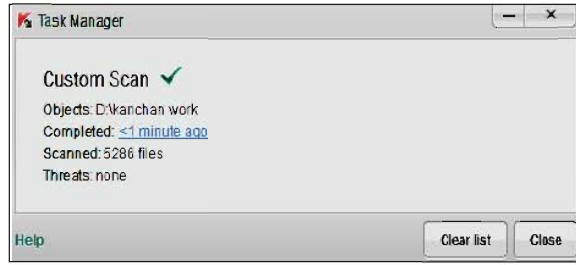 Task Manager
Custom Scan
Objects: D:\kanchan work
Completed: <1 minute ago
Scanned: 5286 files
Threats: none
Help
Clear list
Close